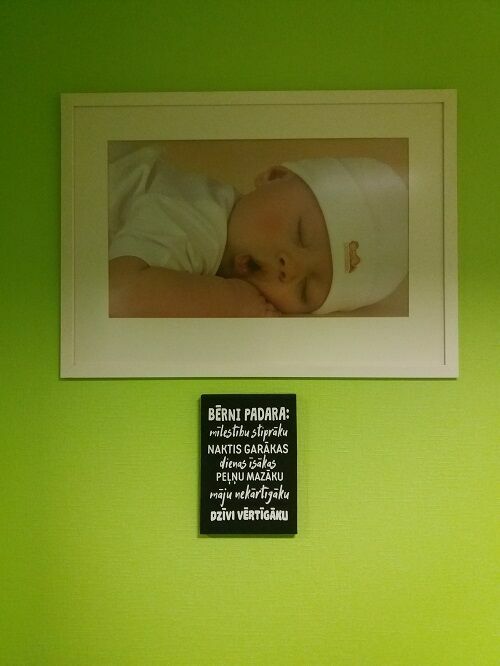 BĒRNI PADARA:
mīlestību stiprāku
NAKTIS GARĀKAS
dienas īsākas
PEĻŅU MAZĀKU
māju nekārtīgāku
DZĪVI VĒRTĪGĀKU